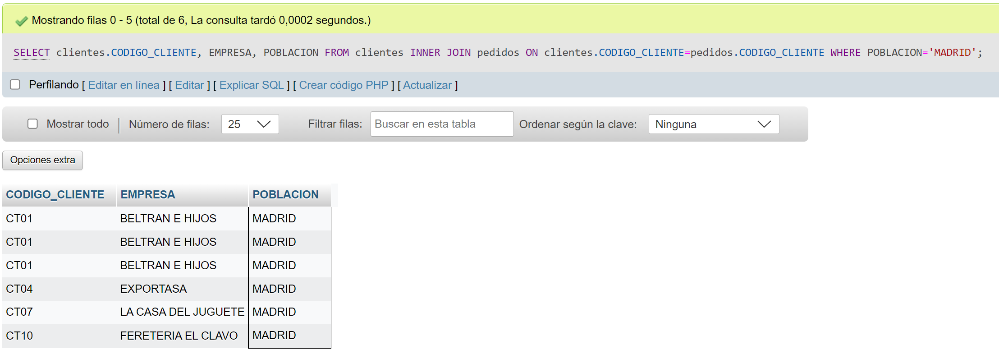 Mostrando filas 0 - 5 (total de 6, La consulta tardó 0,0002 segundos.)
SELECT clientes.CODIGO_CLIENTE, EMPRESA, POBLACION FROM clientes INNER JOIN pedidos ON clientes.CODIGO_CLIENTE=pedidos.CODIGO_CLIENTE WHERE POBLACION='MADRID';
Perfilando [ Editar en línea ] [ Editar ] [ Explicar SQL ] [ Crear código PHP ] [ Actualizar ]
Mostrar todo Número de filas: 25 Filtrar filas: Buscar en esta tabla Ordenar según la clave: Ninguna
Opciones extra
CODIGO_CLIENTE EMPRESA POBLACION
CT01 BELTRAN E HIJOS MADRID
CT01 BELTRAN E HIJOS MADRID
CT01 BELTRAN E HIJOS MADRID
CT04 EXPORTASA MADRID
CT07 LA CASA DEL JUGUETE MADRID
CT10 FERETERIA EL CLAVO MADRID